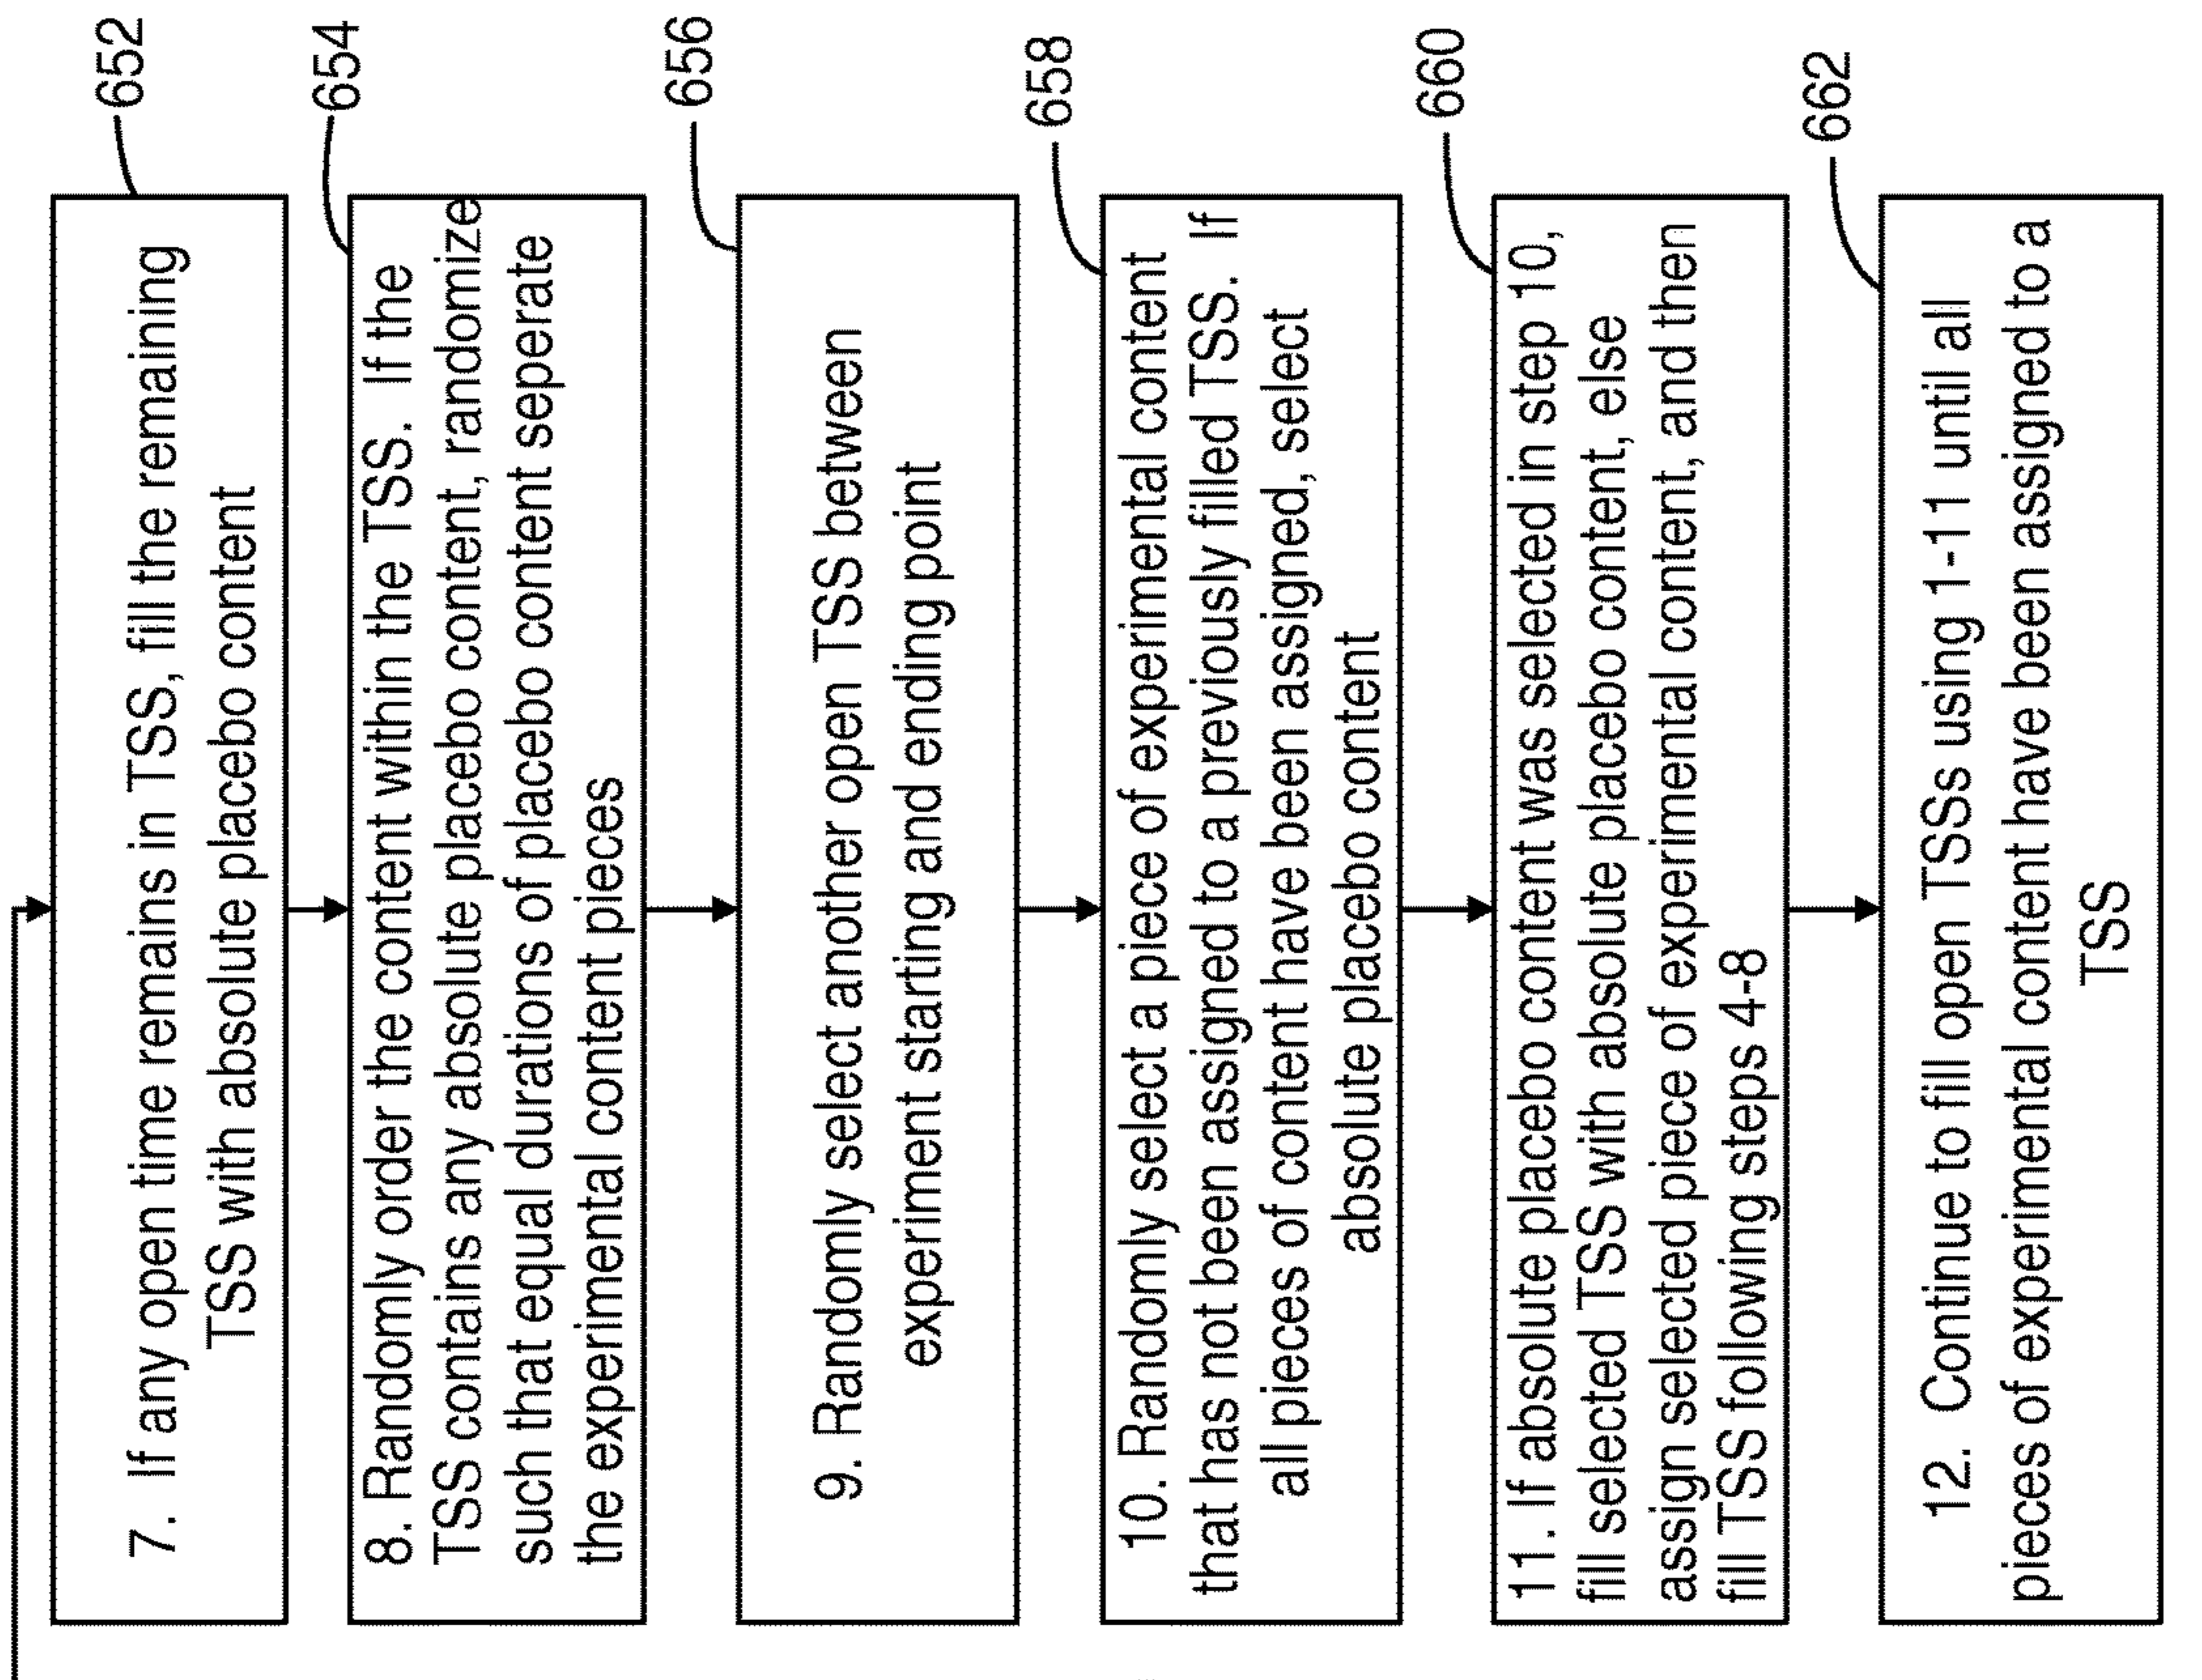 7. If any open time remains in TSS, fill the remaining
TSS with absolute placebo content
652
8. Randomly order the content within the TSS. If the
TSS contains any absolute placebo content, randomize
such that equal durations of placebo content seperate
the experimental content pieces
654
9. Randomly select another open TSS between
experiment starting and ending point
656
10. Randomly select a piece of experimental content
that has not been assigned to a previously filled TSS. If
all pieces of content have been assigned, select
absolute placebo content
658
11. If absolute placebo content was selected in step 10,
fill selected TSS with absolute placebo content, else
assign selected piece of experimental content, and then
fill TSS following steps 4-8
660
12. Continue to fill open TSSs using 1-11 until all
pieces of experimental content have been assigned to a
TSS
662